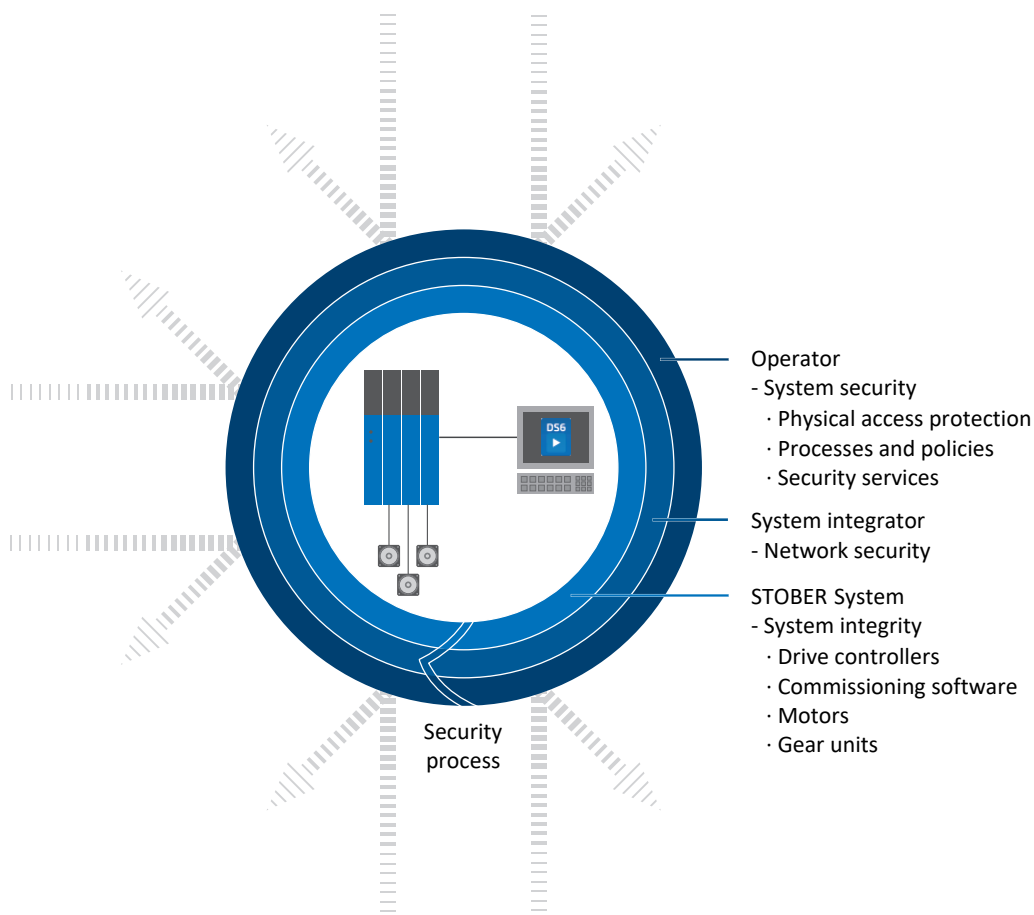 DS6
Operator
- System security
· Physical access protection
· Processes and policies
· Security services
System integrator
- Network security
STOBER System
- System integrity
· Drive controllers
· Commissioning software
· Motors
· Gear units
Security
process